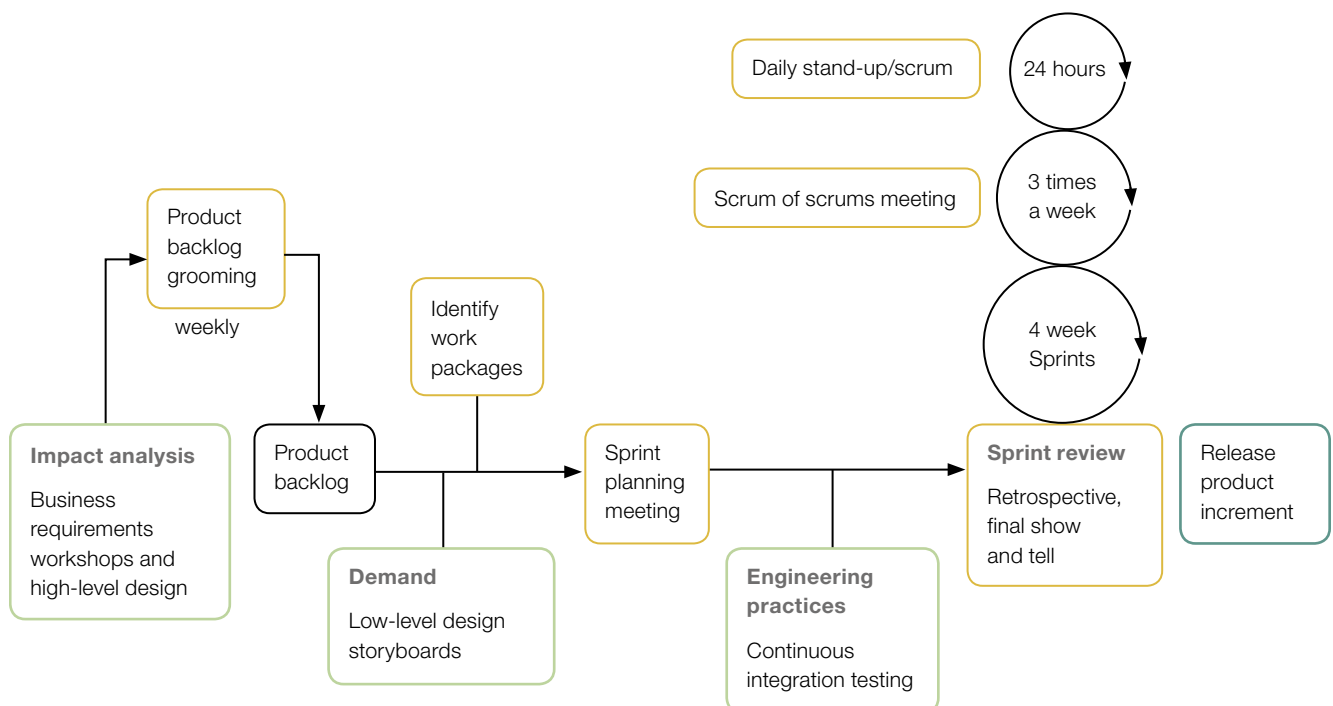 Daily stand-up/scrum
24 hours
Scrum of scrums meeting
3 times
a week
Product
backlog
grooming
weekly
Identify
work
packages
4 week
Sprints
Impact analysis
Business
requirements
workshops and
high-level design
Product
backlog
Demand
Low-level design
storyboards
Sprint
planning
meeting
Engineering
practices
Continuous
integration testing
Sprint review
Retrospective,
final show
and tell
Release
product
increment